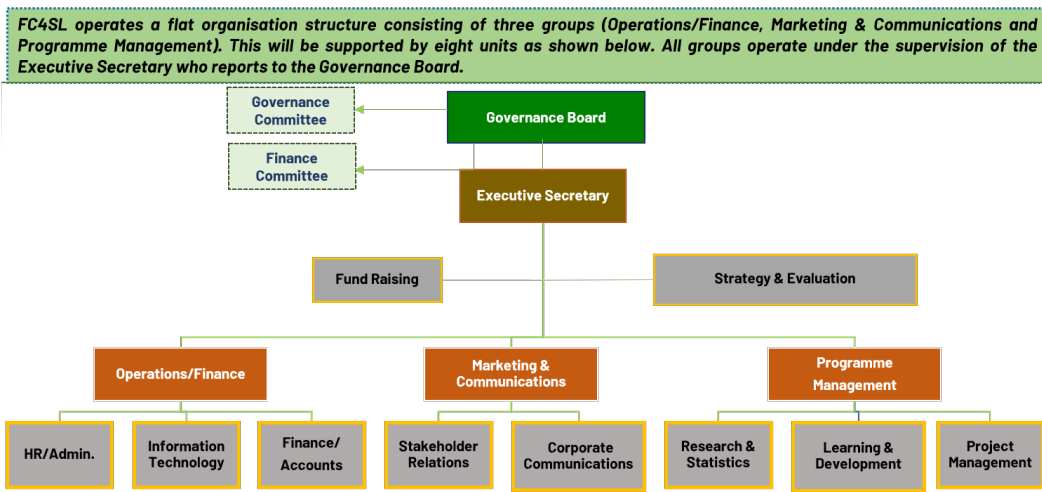 FC4SL operates a flat organisation structure consisting of three groups (Operations/Finance, Marketing & Communications and
Programme Management). This will be supported by eight units as shown below. All groups operate under the supervision of the
Executive Secretary who reports to the Governance Board.
Governance
Committee
Governance Board
Finance
Committee
Executive Secretary
Fund Raising
Strategy & Evaluation
Operations/Finance
Marketing &
Communications
Programme
Management
HR/Admin.
Information
Technology
Finance/
Accounts
Stakeholder
Relations
Corporate
Communications
Research &
Statistics
Learning &
Development
Project
Management